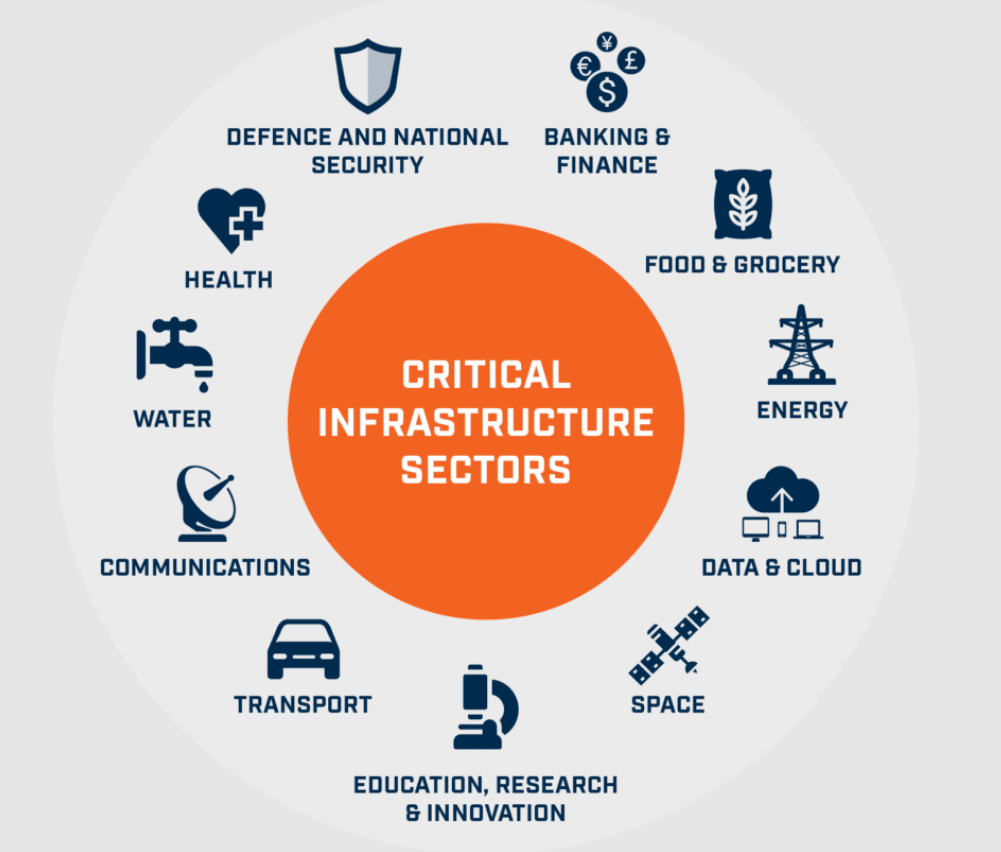 DEFENCE AND NATIONAL
SECURITY
¥
€
£
$
BANKING &
FINANCE
FOOD & GROCERY
HEALTH
ENERGY
WATER
CRITICAL
INFRASTRUCTURE
SECTORS
COMMUNICATIONS
DATA & CLOUD
TRANSPORT
SPACE
EDUCATION, RESEARCH
& INNOVATION